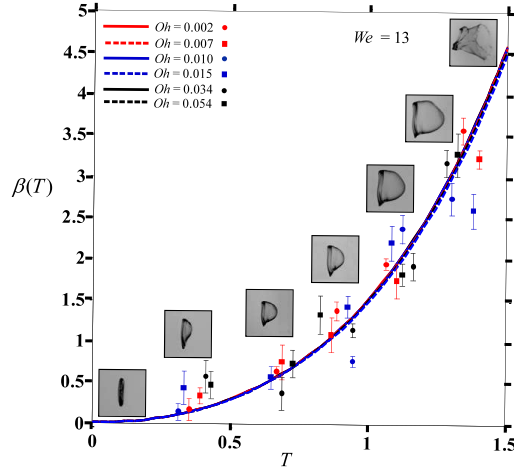 5
4.5
4
3.5
3
2.5
2
1.5
1
0.5
0
Oh = 0.002
Oh = 0.007
Oh = 0.010
Oh = 0.015
Oh = 0.034
Oh = 0.054
We = 13
β(T)
0 0.5 1 1.5
T